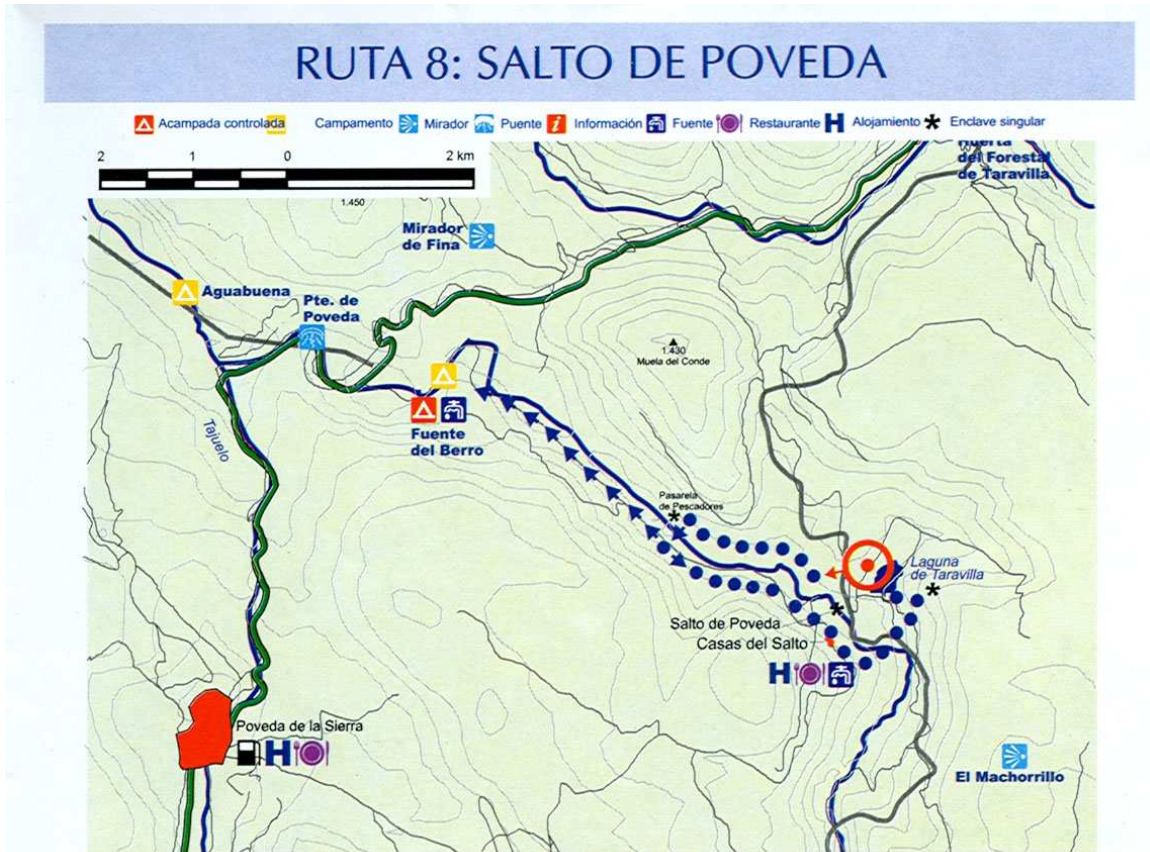 RUTA 8: SALTO DE POVEDA
Acampada controlada Campamento Mirador Puente Información Fuente Restaurante H Alojamiento * Enclave singular
2 1 0 2 km
Huerta
del Forestal
de Taravilla
1.450
Mirador
de Fina
Aguabuena
Pte. de
Poveda
1.430
Muela del Conde
Tajuelo
Fuente
del Berro
Pasarela
de Pescadores
Laguna
de Taravilla
Salto de Poveda
Casas del Salto
H
Poveda de la Sierra
H
El Machorrillo